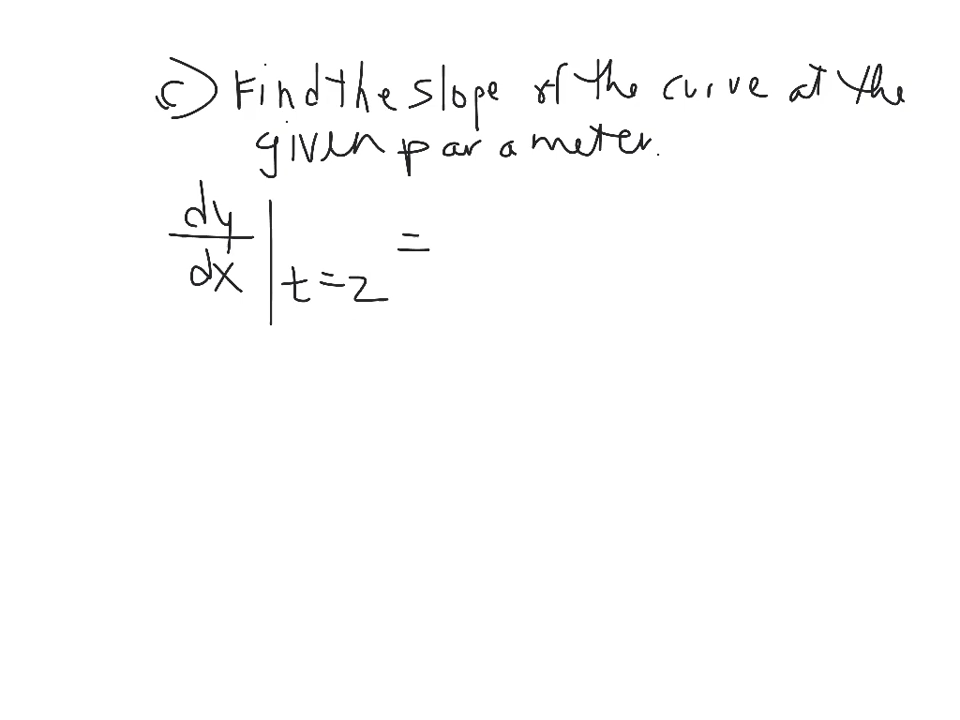 c) Find the slope of the curve at the
given parameter.
dy
dx | t=2 =